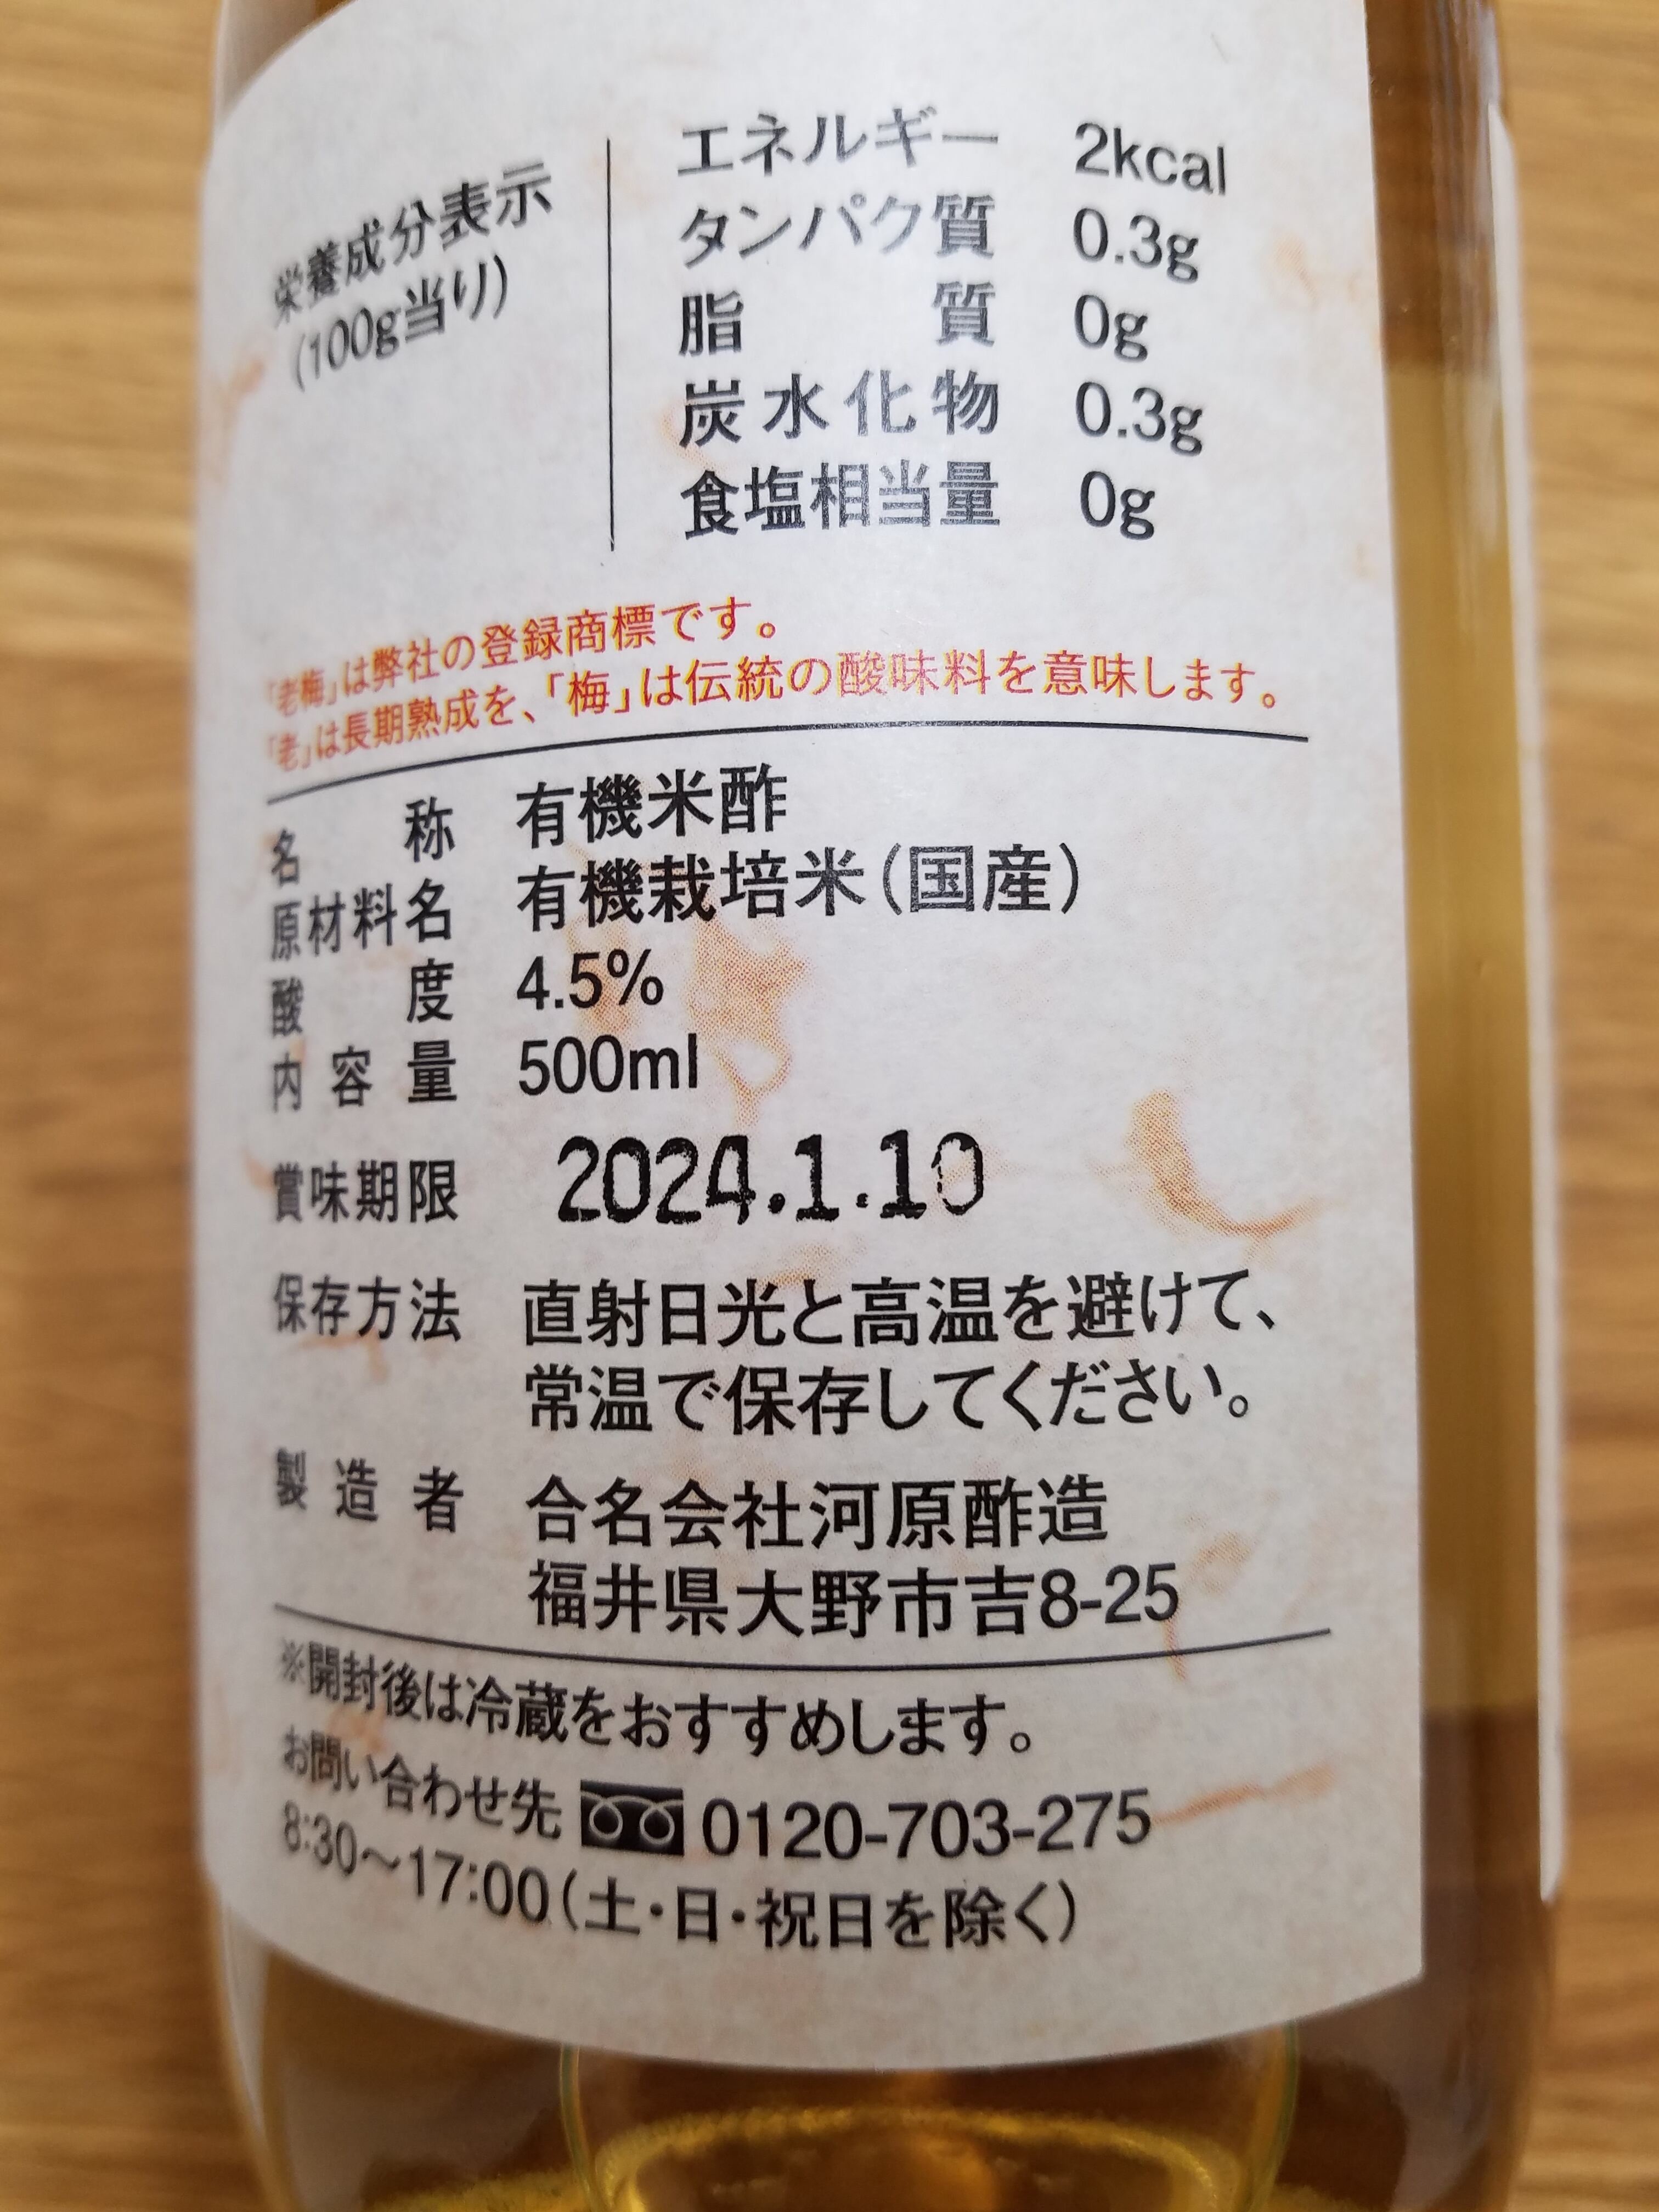 栄養成分表示
(100g当り)
エネルギー 2kcal
タンパク質 0.3g
脂質 0g
炭水化物 0.3g
食塩相当量 0g
「老梅」は弊社の登録商標です。
「老」は長期熟成を、「梅」は伝統の酸味料を意味します。
名称 有機米酢
原材料名 有機栽培米(国産)
酸度 4.5%
内容量 500ml
賞味期限 2024.1.10
保存方法 直射日光と高温を避けて、
常温で保存してください。
製造者 合名会社河原酢造
福井県大野市吉8-25
※開封後は冷蔵をおすすめします。
お問い合わせ先 0120-703-275
8:30〜17:00(土・日・祝日を除く)